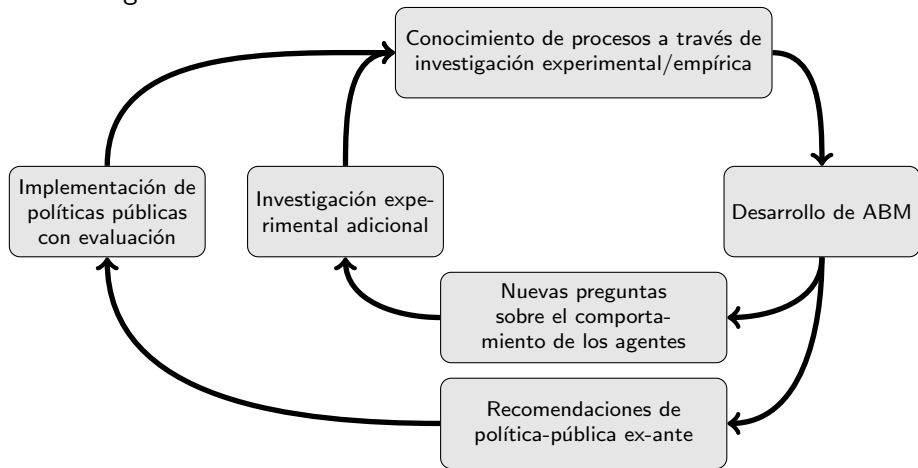 Conocimiento de procesos a través de
investigación experimental/empírica
Implementación de
políticas públicas
con evaluación
Investigación expe-
rimental adicional
Desarrollo de ABM
Nuevas preguntas
sobre el comporta-
miento de los agentes
Recomendaciones de
política-pública ex-ante